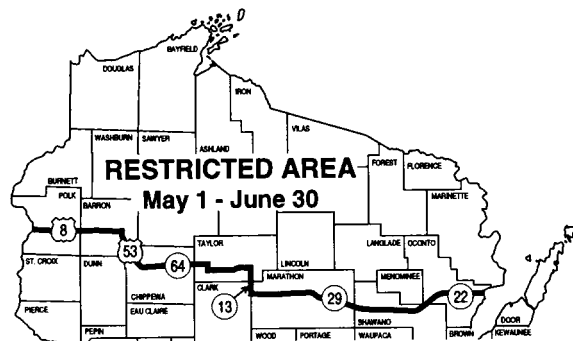 BAYFIELD
DOUGLAS
IRON
VILAS
WASHBURN
SAWYER
ASHLAND
FOREST
FLORENCE
RESTRICTED AREA
May 1 - June 30
BURNETT
POLK
BARRON
MARINETTE
8
53
64
TAYLOR
LINCOLN
LANGLADE
OCONTO
ST. CROIX
DUNN
CLARK
MARATHON
MENOMINEE
CHIPPEWA
13
29
22
PIERCE
EAU CLAIRE
SHAWANO
DOOR
PEPIN
WOOD
PORTAGE
WAUPACA
BROWN
KEWAUNEE